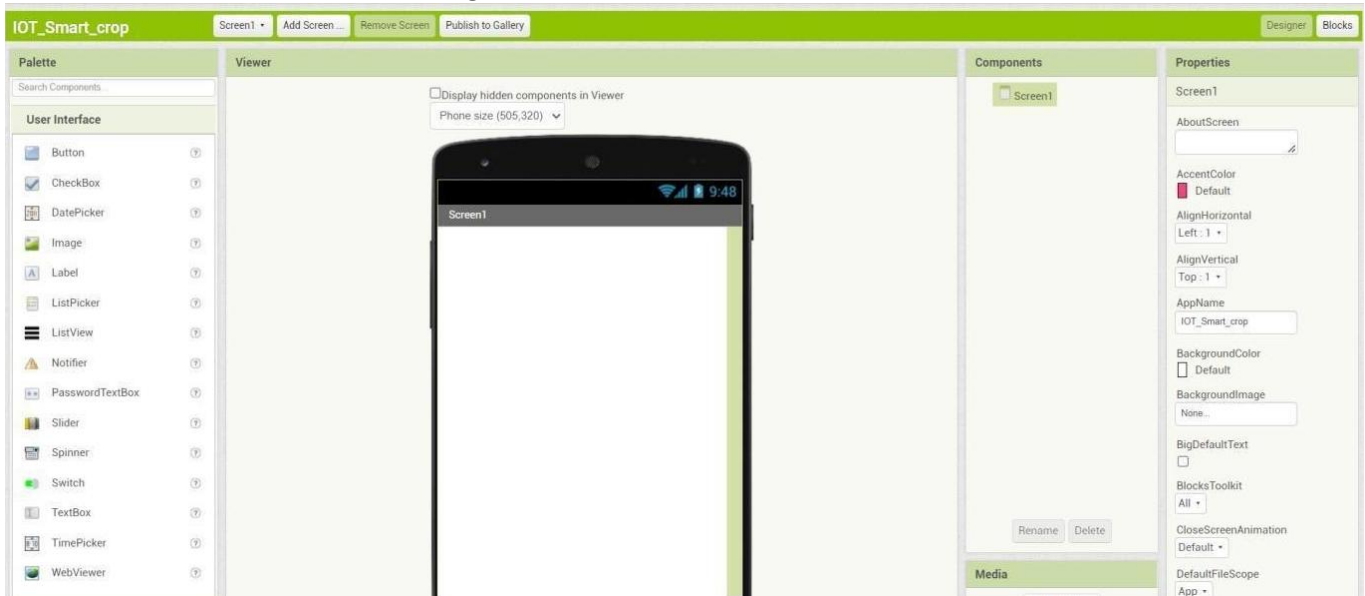 IOT_Smart_crop Screen1 Add Screen ... Remove Screen Publish to Gallery Designer Blocks
Palette
Search Components...
User Interface
Button
CheckBox
DatePicker
Image
Label
ListPicker
ListView
Notifier
PasswordTextBox
Slider
Spinner
Switch
TextBox
TimePicker
WebViewer
Viewer
Display hidden components in Viewer
Phone size (505,320)
9:48
Screen1
Components
Screen1
Rename Delete
Media
Properties
Screen1
AboutScreen
AccentColor
Default
AlignHorizontal
Left : 1
AlignVertical
Top : 1
AppName
IOT_Smart_crop
BackgroundColor
Default
BackgroundImage
None...
BigDefaultText
BlocksToolkit
All
CloseScreenAnimation
Default
DefaultFileScope
App